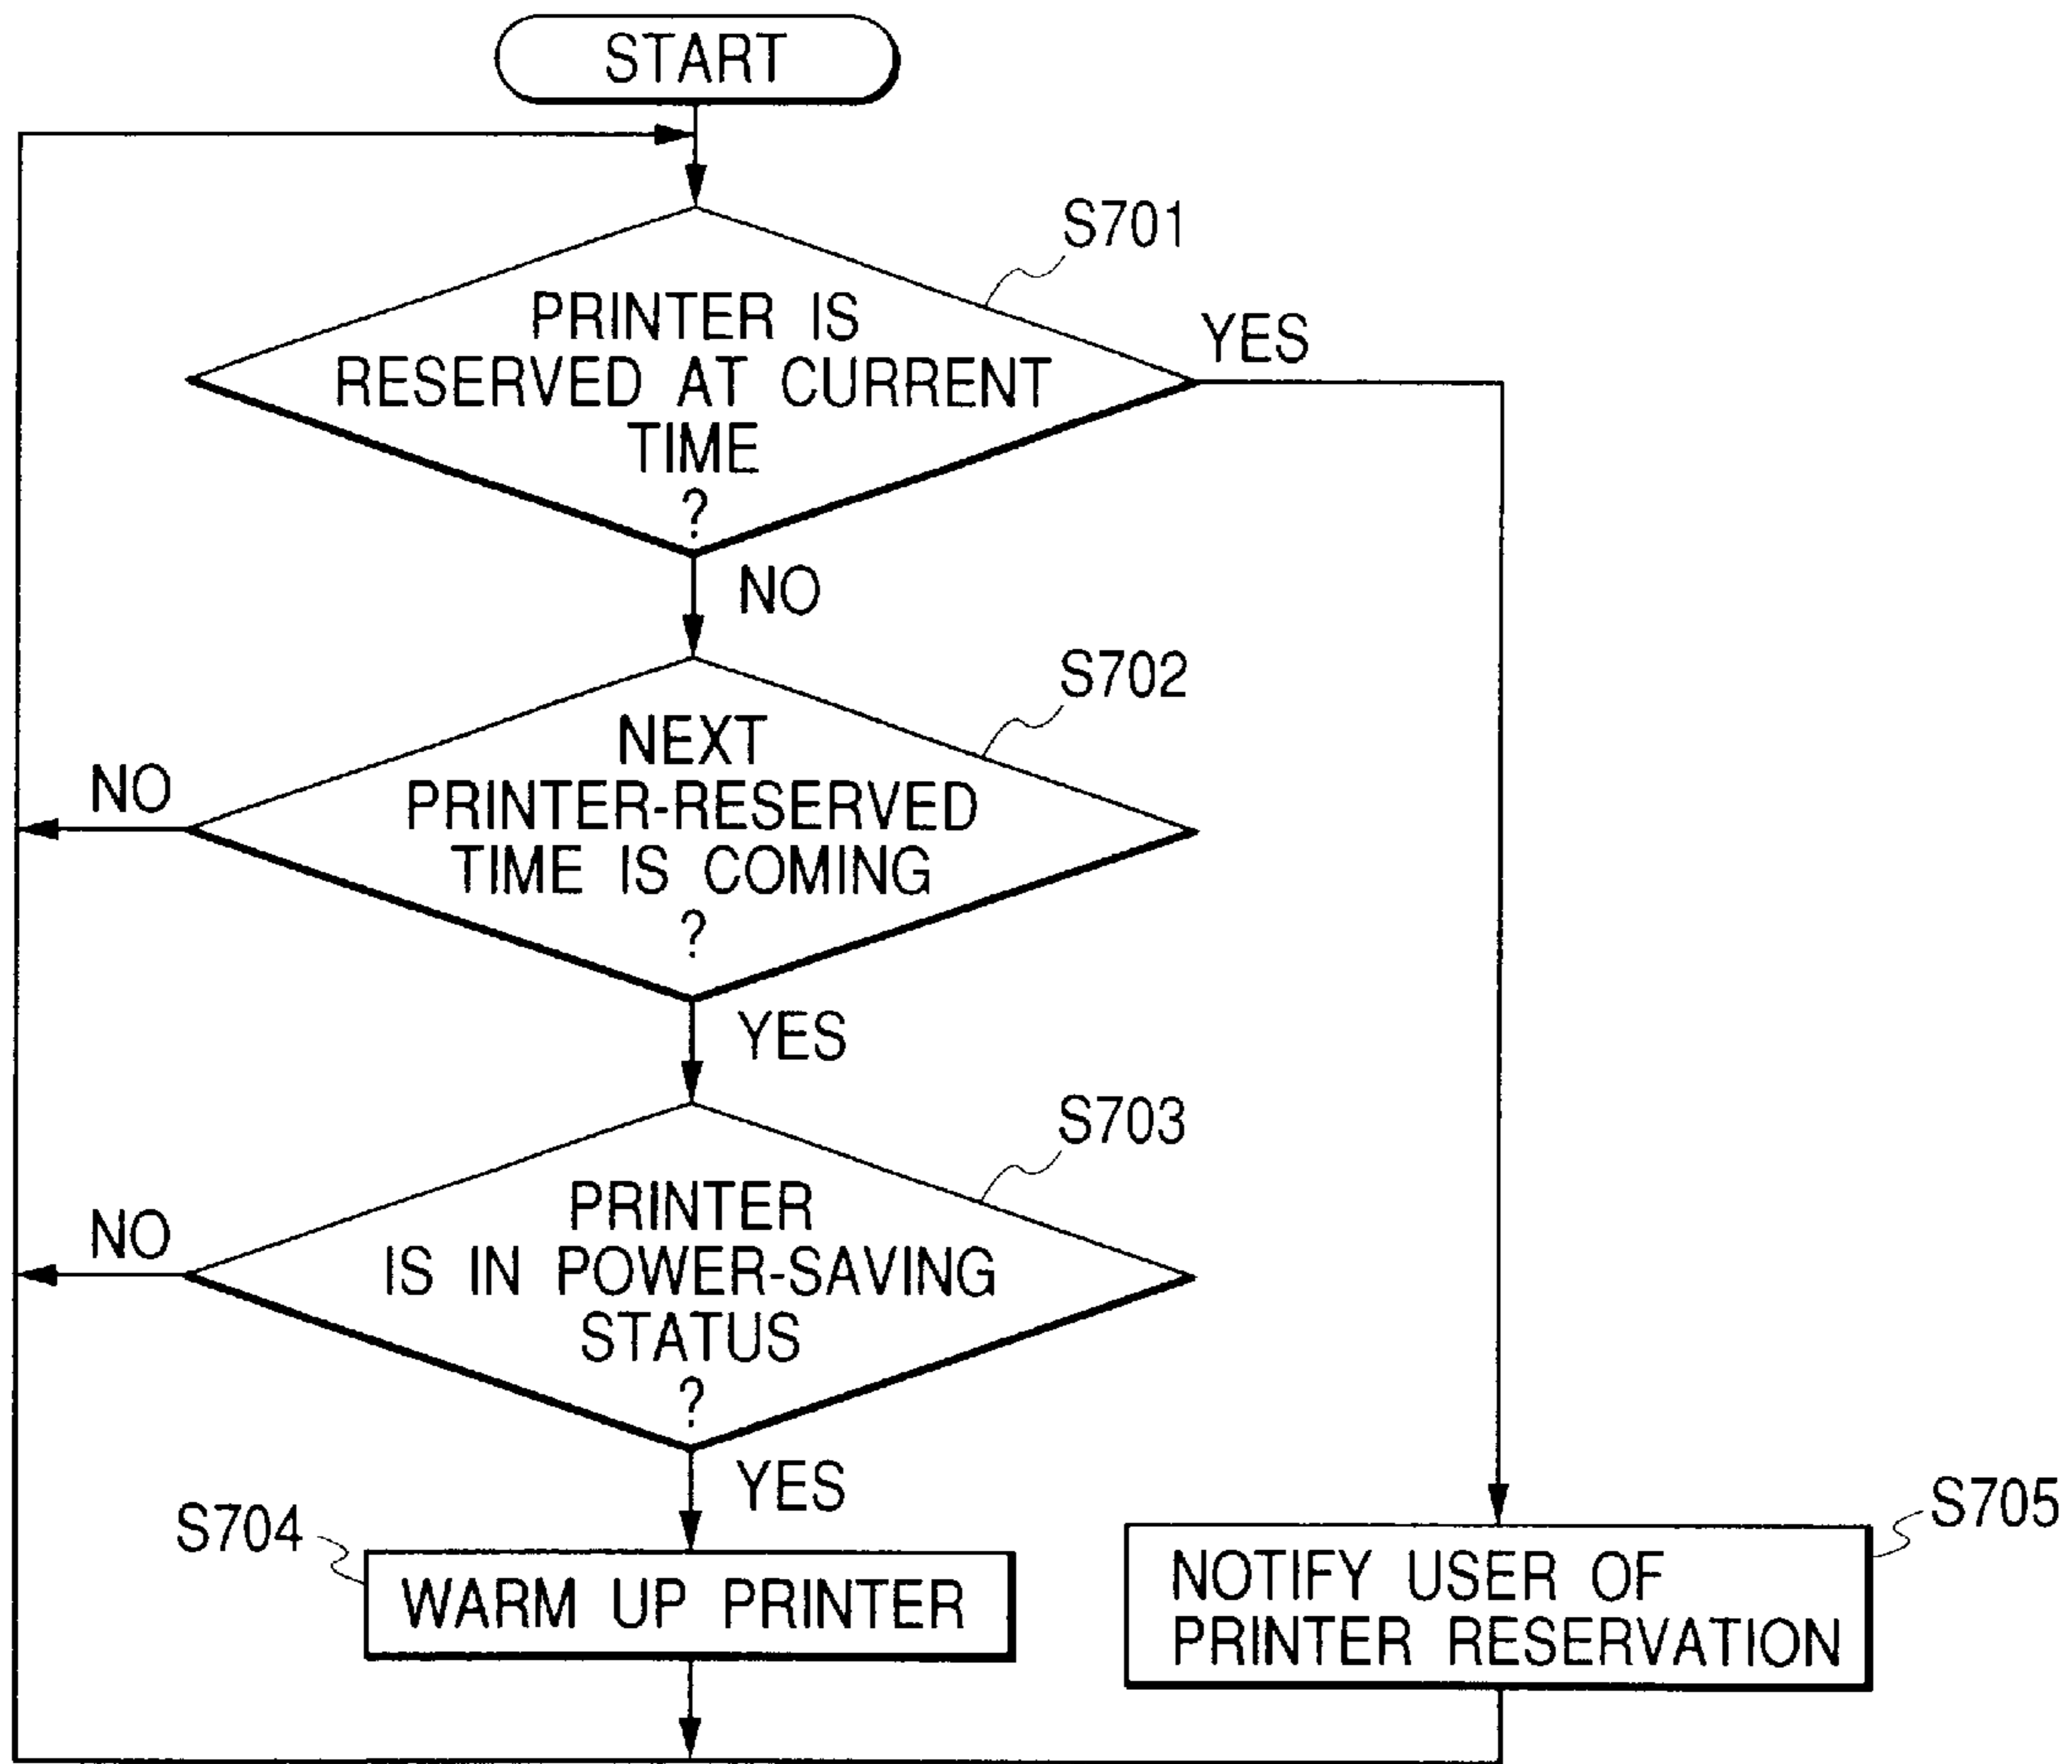 START
S701
PRINTER IS
RESERVED AT CURRENT
TIME
?
YES
NO
S702
NEXT
PRINTER-RESERVED
TIME IS COMING
?
NO
YES
S703
PRINTER
IS IN POWER-SAVING
STATUS
?
NO
YES
S704
WARM UP PRINTER
S705
NOTIFY USER OF
PRINTER RESERVATION